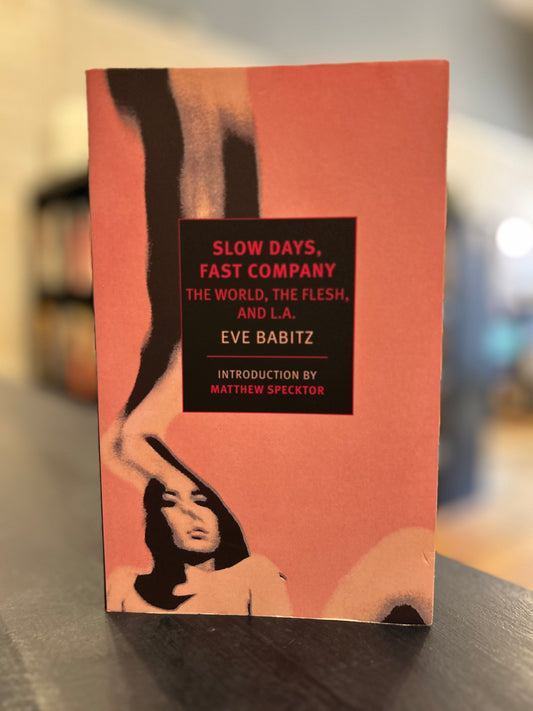 SLOW DAYS,
FAST COMPANY
THE WORLD, THE FLESH,
AND L.A.
EVE BABITZ
INTRODUCTION BY
MATTHEW SPECKTOR